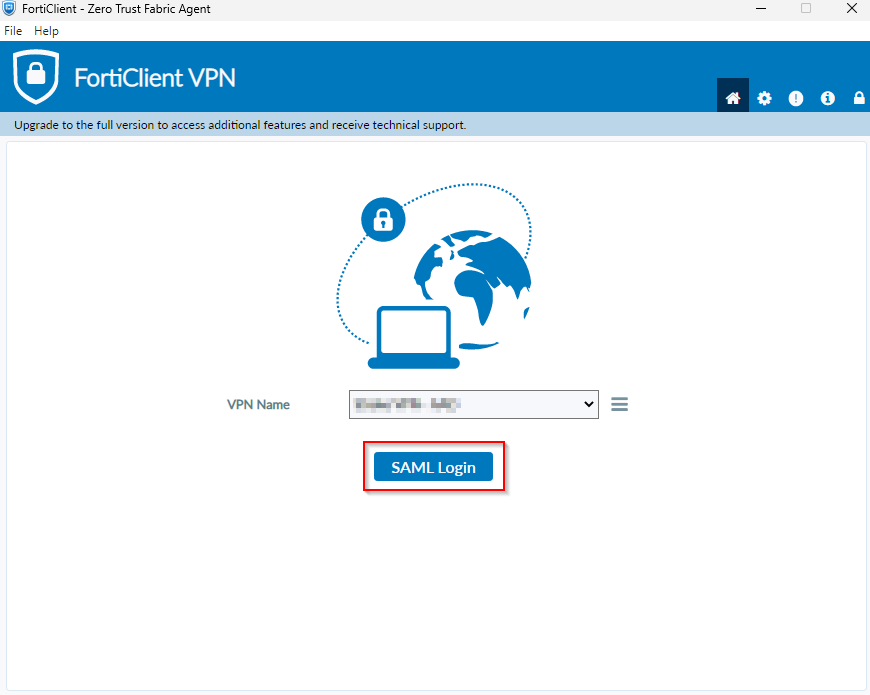 FortiClient - Zero Trust Fabric Agent
File Help
FortiClient VPN
Upgrade to the full version to access additional features and receive technical support.
VPN Name
SAML Login